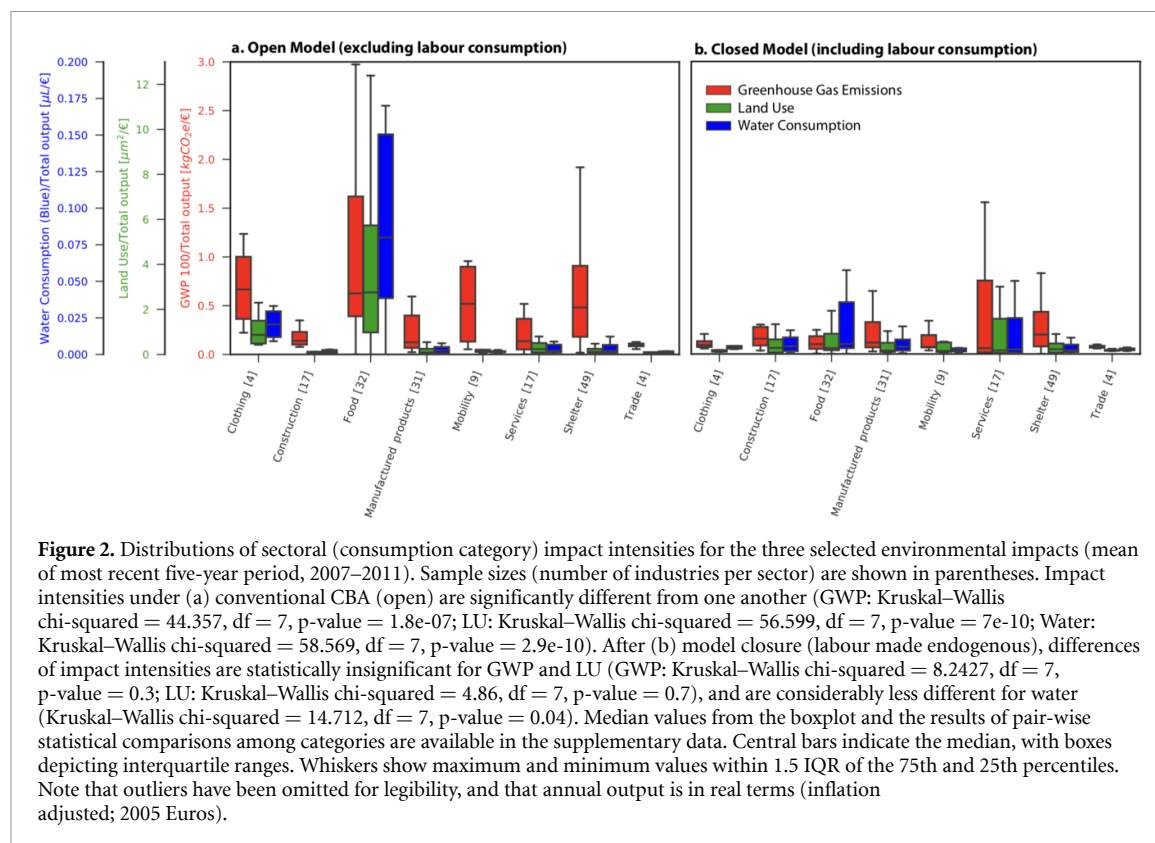 a. Open Model (excluding labour consumption)
b. Closed Model (including labour consumption)
Water Consumption (Blue)/Total output [μL/€]
0.200
0.175
0.150
0.125
0.100
0.075
0.050
0.025
0.000
Land Use/Total output [μm²/€]
12
10
8
6
4
2
0
GWP 100/Total output [kgCO₂e/€]
3.0
2.5
2.0
1.5
1.0
0.5
0.0
Greenhouse Gas Emissions
Land Use
Water Consumption
Clothing [4]
Construction [17]
Food [32]
Manufactured products [31]
Mobility [9]
Services [17]
Shelter [49]
Trade [4]
Clothing [4]
Construction [17]
Food [32]
Manufactured products [31]
Mobility [9]
Services [17]
Shelter [49]
Trade [4]
Figure 2. Distributions of sectoral (consumption category) impact intensities for the three selected environmental impacts (mean
of most recent five-year period, 2007–2011). Sample sizes (number of industries per sector) are shown in parentheses. Impact
intensities under (a) conventional CBA (open) are significantly different from one another (GWP: Kruskal–Wallis
chi-squared = 44.357, df = 7, p-value = 1.8e-07; LU: Kruskal–Wallis chi-squared = 56.599, df = 7, p-value = 7e-10; Water:
Kruskal–Wallis chi-squared = 58.569, df = 7, p-value = 2.9e-10). After (b) model closure (labour made endogenous), differences
of impact intensities are statistically insignificant for GWP and LU (GWP: Kruskal–Wallis chi-squared = 8.2427, df = 7,
p-value = 0.3; LU: Kruskal–Wallis chi-squared = 4.86, df = 7, p-value = 0.7), and are considerably less different for water
(Kruskal–Wallis chi-squared = 14.712, df = 7, p-value = 0.04). Median values from the boxplot and the results of pair-wise
statistical comparisons among categories are available in the supplementary data. Central bars indicate the median, with boxes
depicting interquartile ranges. Whiskers show maximum and minimum values within 1.5 IQR of the 75th and 25th percentiles.
Note that outliers have been omitted for legibility, and that annual output is in real terms (inflation
adjusted; 2005 Euros).